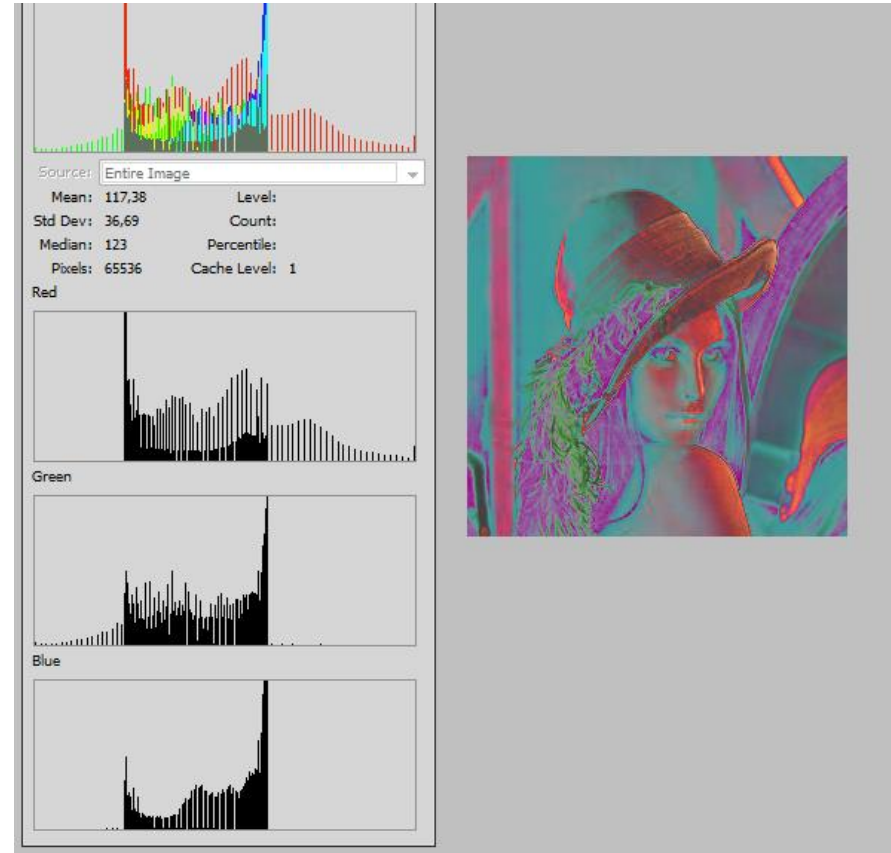 Source: Entire Image
Mean: 117,38 Level:
Std Dev: 36,69 Count:
Median: 123 Percentile:
Pixels: 65536 Cache Level: 1
Red
Green
Blue